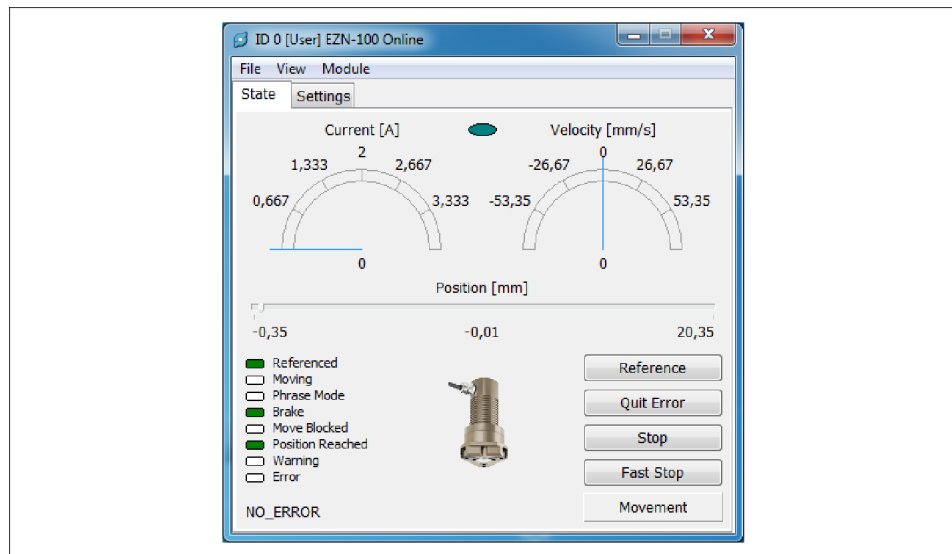 ID 0 [User] EZN-100 Online
File View Module
State Settings
Current [A] Velocity [mm/s]
2 0
1,333 2,667 -26,67 26,67
0,667 3,333 -53,35 53,35
0 0
Position [mm]
-0,35 -0,01 20,35
Referenced
Moving
Phrase Mode
Brake
Move Blocked
Position Reached
Warning
Error
NO_ERROR
Reference
Quit Error
Stop
Fast Stop
Movement